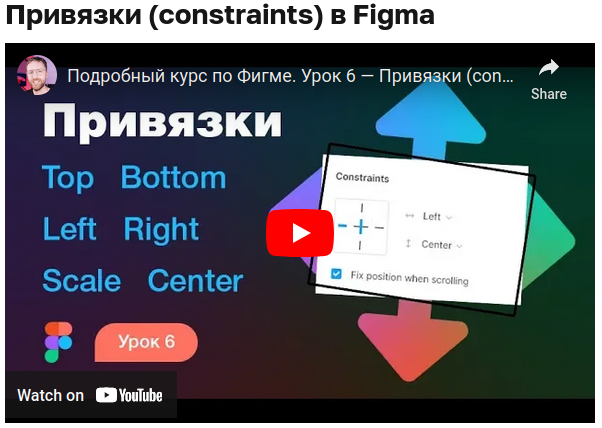 Привязки (constraints) в Figma
Подробный курс по Фигме. Урок 6 — Привязки (con...
Share
Привязки
Top Bottom
Left Right
Scale Center
Constraints
Left
Center
Fix position when scrolling
Урок 6
Watch on YouTube